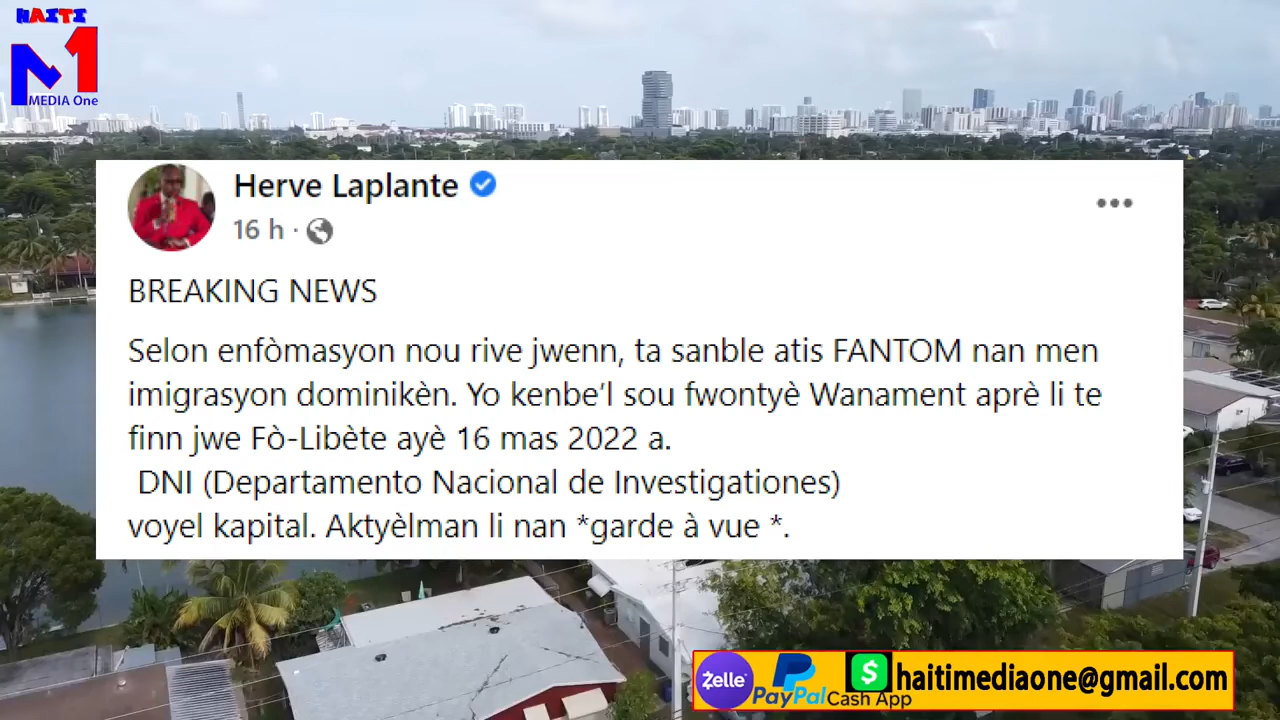 HAITI
M1
MEDIA One
Herve Laplante
16 h ·
BREAKING NEWS
Selon enfòmasyon nou rive jwenn, ta sanble atis FANTOM nan men
imigrasyon dominikèn. Yo kenbe‘l sou fwontyè Wanament aprè li te
finn jwe Fò-Libète ayè 16 mas 2022 a.
DNI (Departamento Nacional de Investigationes)
voyel kapital. Aktyèlman li nan *garde à vue *.
Zelle PayPal $ Cash App haitimediaone@gmail.com